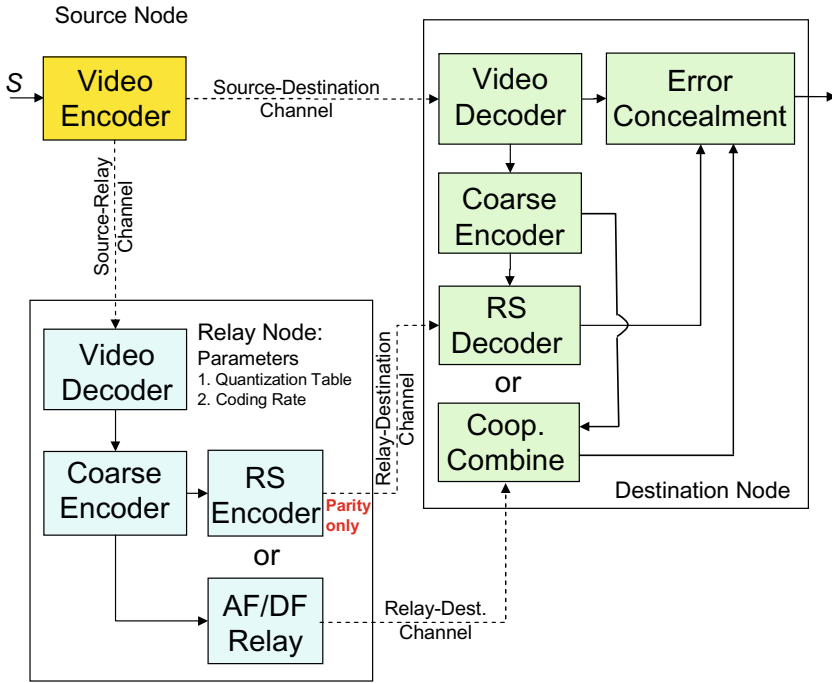 Source Node
S
Video
Encoder
Source-Destination
Channel
Source-Relay
Channel
Video
Decoder
Error
Concealment
Coarse
Encoder
RS
Decoder
or
Coop.
Combine
Destination Node
Relay Node:
Parameters
1. Quantization Table
2. Coding Rate
Video
Decoder
Coarse
Encoder
RS
Encoder
Parity
only
or
AF/DF
Relay
Relay-Destination
Channel
Relay-Dest.
Channel